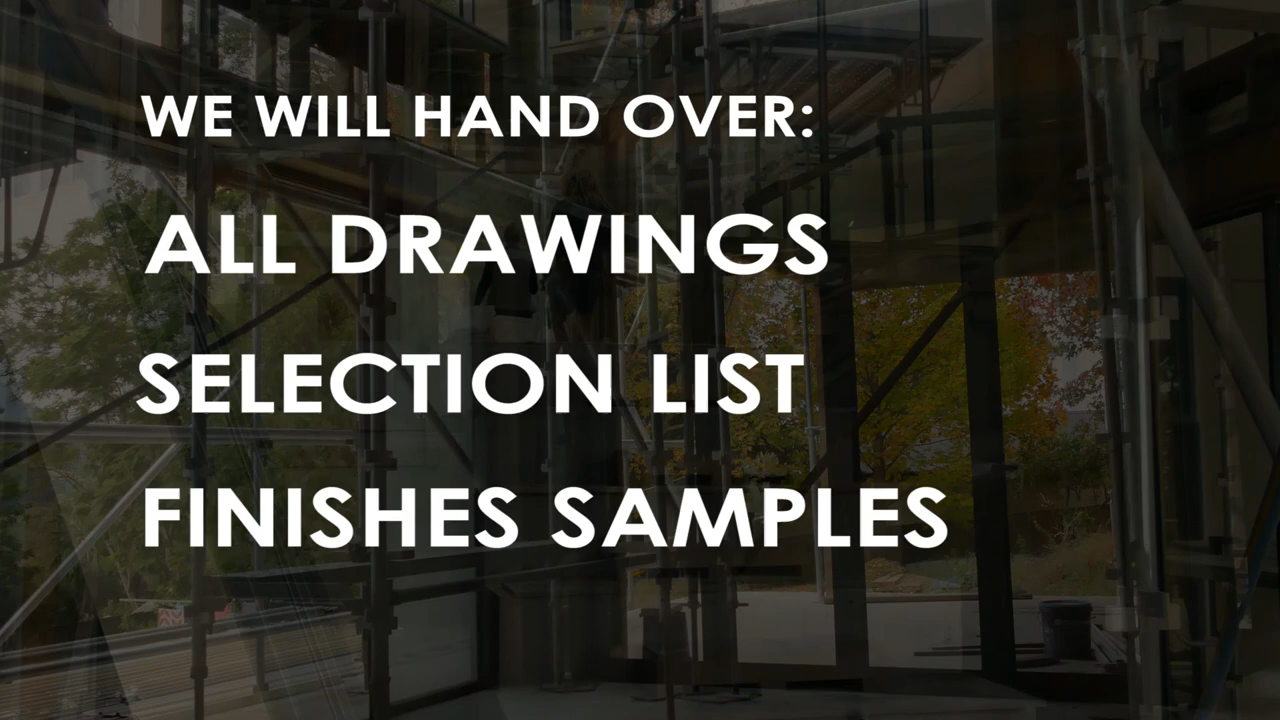 WE WILL HAND OVER:
ALL DRAWINGS
SELECTION LIST
FINISHES SAMPLES